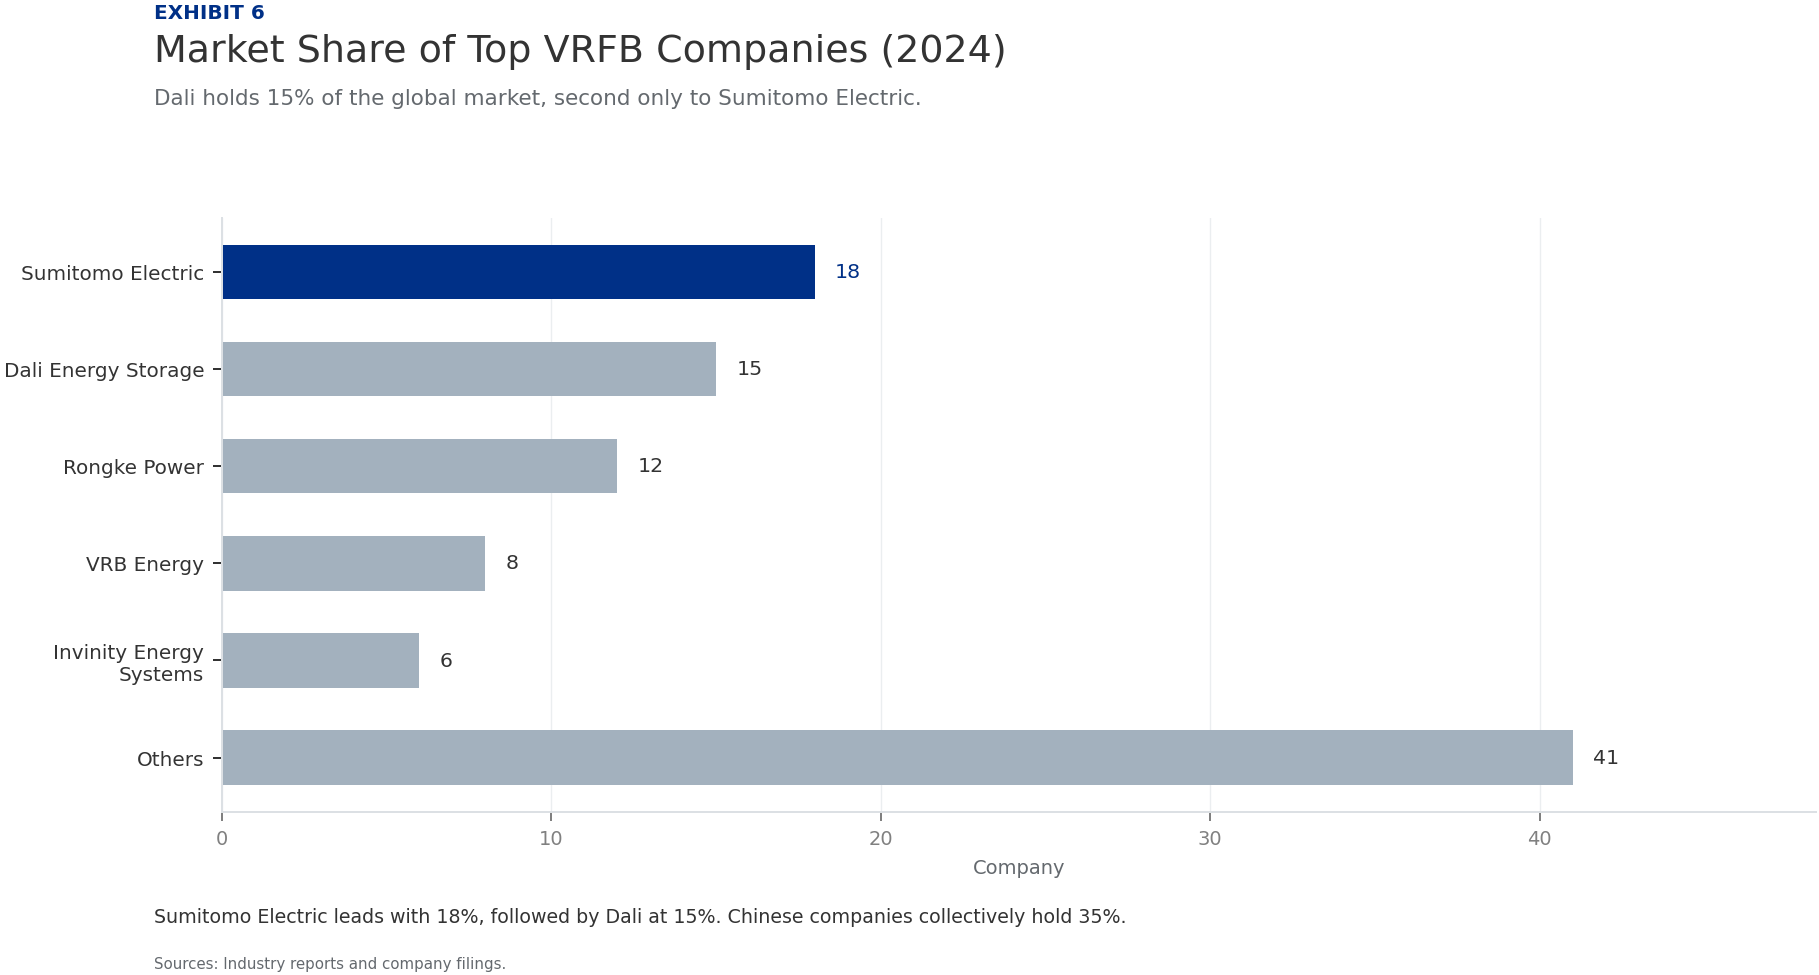 EXHIBIT 6
Market Share of Top VRFB Companies (2024)
Dali holds 15% of the global market, second only to Sumitomo Electric.
Sumitomo Electric
18
Dali Energy Storage
15
Rongke Power
12
VRB Energy
8
Invinity Energy
Systems
6
Others
41
0 10 20 30 40
Company
Sumitomo Electric leads with 18%, followed by Dali at 15%. Chinese companies collectively hold 35%.
Sources: Industry reports and company filings.